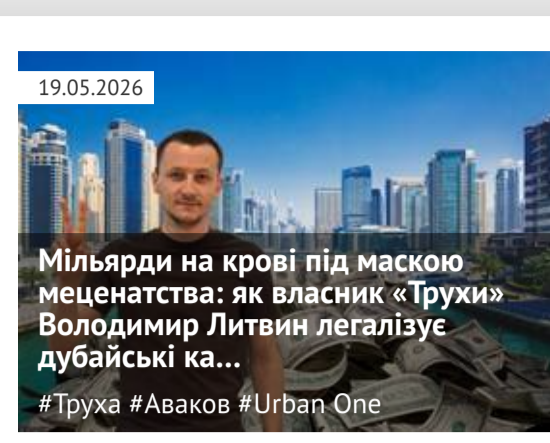 19.05.2026
Мільярди на крові під маскою
меценатства: як власник «Трухи»
Володимир Литвин легалізує
дубайські ка...
#Труха #Аваков #Urban One